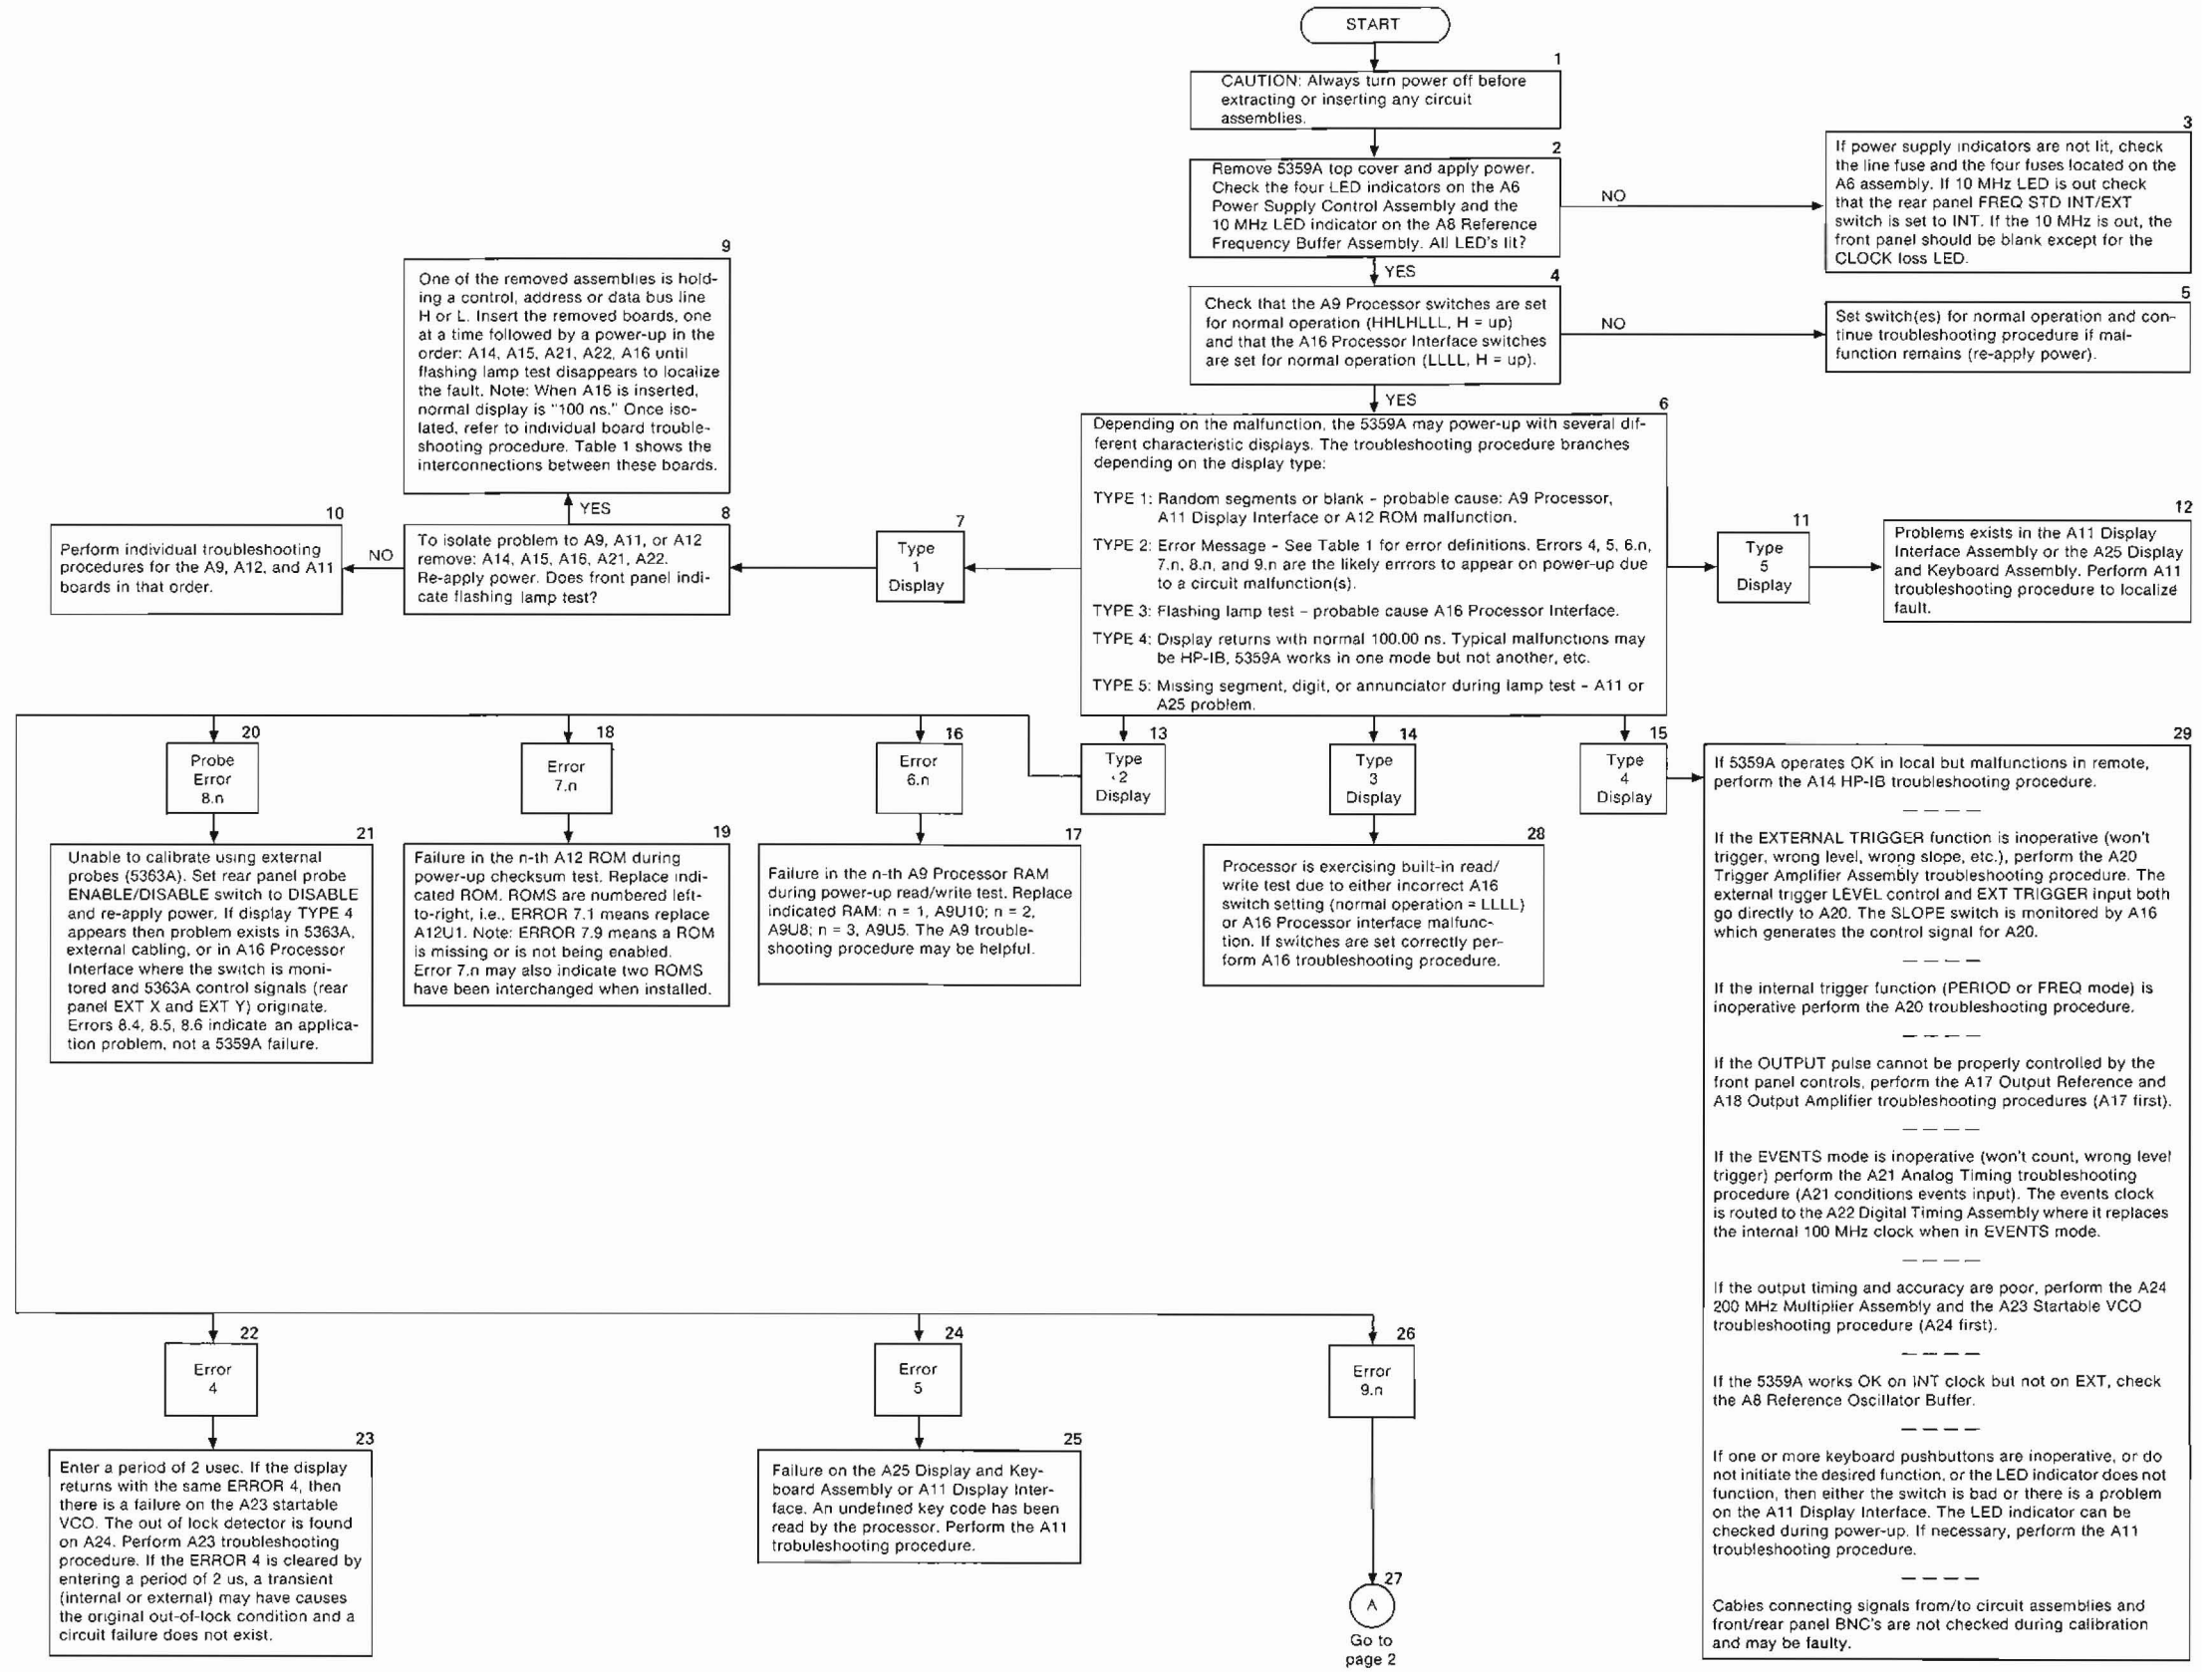 START
1
CAUTION: Always turn power off before
extracting or inserting any circuit
assemblies.
2
Remove 5359A top cover and apply power.
Check the four LED indicators on the A6
Power Supply Control Assembly and the
10 MHz LED indicator on the A8 Reference
Frequency Buffer Assembly. All LED's lit?
NO
3
If power supply indicators are not lit, check
the line fuse and the four fuses located on the
A6 assembly. If 10 MHz LED is out check
that the rear panel FREQ STD INT/EXT
switch is set to INT. If the 10 MHz is out, the
front panel should be blank except for the
CLOCK loss LED.
YES
4
Check that the A9 Processor switches are set
for normal operation (HHLHLLL, H = up)
and that the A16 Processor Interface switches
are set for normal operation (LLLL, H = up).
NO
5
Set switch(es) for normal operation and con-
tinue troubleshooting procedure if mal-
function remains (re-apply power).
YES
6
Depending on the malfunction, the 5359A may power-up with several dif-
ferent characteristic displays. The troubleshooting procedure branches
depending on the display type:
TYPE 1: Random segments or blank - probable cause: A9 Processor,
A11 Display Interface or A12 ROM malfunction.
TYPE 2: Error Message - See Table 1 for error definitions. Errors 4, 5, 6.n,
7.n, 8.n, and 9.n are the likely errrors to appear on power-up due
to a circuit malfunction(s).
TYPE 3: Flashing lamp test - probable cause A16 Processor Interface.
TYPE 4: Display returns with normal 100.00 ns. Typical malfunctions may
be HP-IB, 5359A works in one mode but not another, etc.
TYPE 5: Missing segment, digit, or annunciator during lamp test - A11 or
A25 problem.
7
Type
1
Display
8
To isolate problem to A9, A11, or A12
remove: A14, A15, A16, A21, A22.
Re-apply power. Does front panel indi-
cate flashing lamp test?
YES
9
One of the removed assemblies is hold-
ing a control, address or data bus line
H or L. Insert the removed boards, one
at a time followed by a power-up in the
order: A14, A15, A21, A22, A16 until
flashing lamp test disappears to localize
the fault. Note: When A16 is inserted,
normal display is "100 ns." Once iso-
lated, refer to individual board trouble-
shooting procedure. Table 1 shows the
interconnections between these boards.
NO
10
Perform individual troubleshooting
procedures for the A9, A12, and A11
boards in that order.
11
Type
5
Display
12
Problems exists in the A11 Display
Interface Assembly or the A25 Display
and Keyboard Assembly. Perform A11
troubleshooting procedure to localize
fault.
13
Type
2
Display
14
Type
3
Display
15
Type
4
Display
16
Error
6.n
17
Failure in the n-th A9 Processor RAM
during power-up read/write test. Replace
indicated RAM: n = 1, A9U10; n = 2,
A9U8; n = 3, A9U5. The A9 trouble-
shooting procedure may be helpful.
18
Error
7.n
19
Failure in the n-th A12 ROM during
power-up checksum test. Replace indi-
cated ROM. ROMS are numbered left-
to-right, i.e., ERROR 7.1 means replace
A12U1. Note: ERROR 7.9 means a ROM
is missing or is not being enabled.
Error 7.n may also indicate two ROMS
have been interchanged when installed.
20
Probe
Error
8.n
21
Unable to calibrate using external
probes (5363A). Set rear panel probe
ENABLE/DISABLE switch to DISABLE
and re-apply power. If display TYPE 4
appears then problem exists in 5363A,
external cabling, or in A16 Processor
Interface where the switch is moni-
tored and 5363A control signals (rear
panel EXT X and EXT Y) originate.
Errors 8.4, 8.5, 8.6 indicate an applica-
tion problem, not a 5359A failure.
28
Processor is exercising built-in read/
write test due to either incorrect A16
switch setting (normal operation = LLLL)
or A16 Processor interface malfunc-
tion. If switches are set correctly per-
form A16 troubleshooting procedure.
29
If 5359A operates OK in local but malfunctions in remote,
perform the A14 HP-IB troubleshooting procedure.
If the EXTERNAL TRIGGER function is inoperative (won't
trigger, wrong level, wrong slope, etc.), perform the A20
Trigger Amplifier Assembly troubleshooting procedure. The
external trigger LEVEL control and EXT TRIGGER input both
go directly to A20. The SLOPE switch is monitored by A16
which generates the control signal for A20.
If the internal trigger function (PERIOD or FREQ mode) is
inoperative perform the A20 troubleshooting procedure.
If the OUTPUT pulse cannot be properly controlled by the
front panel controls, perform the A17 Output Reference and
A18 Output Amplifier troubleshooting procedures (A17 first).
If the EVENTS mode is inoperative (won't count, wrong level
trigger) perform the A21 Analog Timing troubleshooting
procedure (A21 conditions events input). The events clock
is routed to the A22 Digital Timing Assembly where it replaces
the internal 100 MHz clock when in EVENTS mode.
If the output timing and accuracy are poor, perform the A24
200 MHz Multiplier Assembly and the A23 Startable VCO
troubleshooting procedure (A24 first).
If the 5359A works OK on INT clock but not on EXT, check
the A8 Reference Oscillator Buffer.
If one or more keyboard pushbuttons are inoperative, or do
not initiate the desired function, or the LED indicator does not
function, then either the switch is bad or there is a problem
on the A11 Display Interface. The LED indicator can be
checked during power-up. If necessary, perform the A11
troubleshooting procedure.
Cables connecting signals from/to circuit assemblies and
front/rear panel BNC's are not checked during calibration
and may be faulty.
22
Error
4
23
Enter a period of 2 usec. If the display
returns with the same ERROR 4, then
there is a failure on the A23 startable
VCO. The out of lock detector is found
on A24. Perform A23 troubleshooting
procedure. If the ERROR 4 is cleared by
entering a period of 2 us, a transient
(internal or external) may have causes
the original out-of-lock condition and a
circuit failure does not exist.
24
Error
5
25
Failure on the A25 Display and Key-
board Assembly or A11 Display Inter-
face. An undefined key code has been
read by the processor. Perform the A11
trobuleshooting procedure.
26
Error
9.n
27
A
Go to
page 2